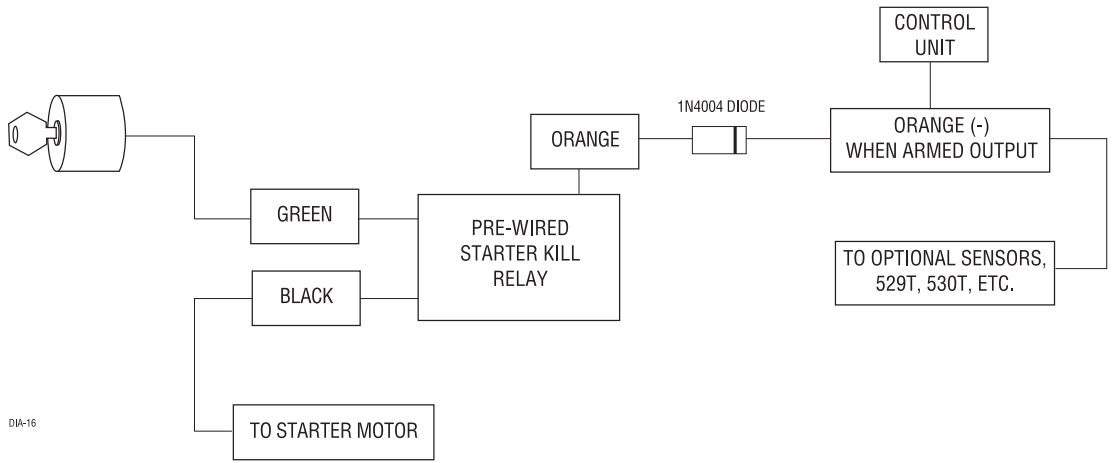 CONTROL
UNIT
1N4004 DIODE
ORANGE
ORANGE (-)
WHEN ARMED OUTPUT
GREEN
PRE-WIRED
STARTER KILL
RELAY
TO OPTIONAL SENSORS,
529T, 530T, ETC.
BLACK
TO STARTER MOTOR
DIA-16